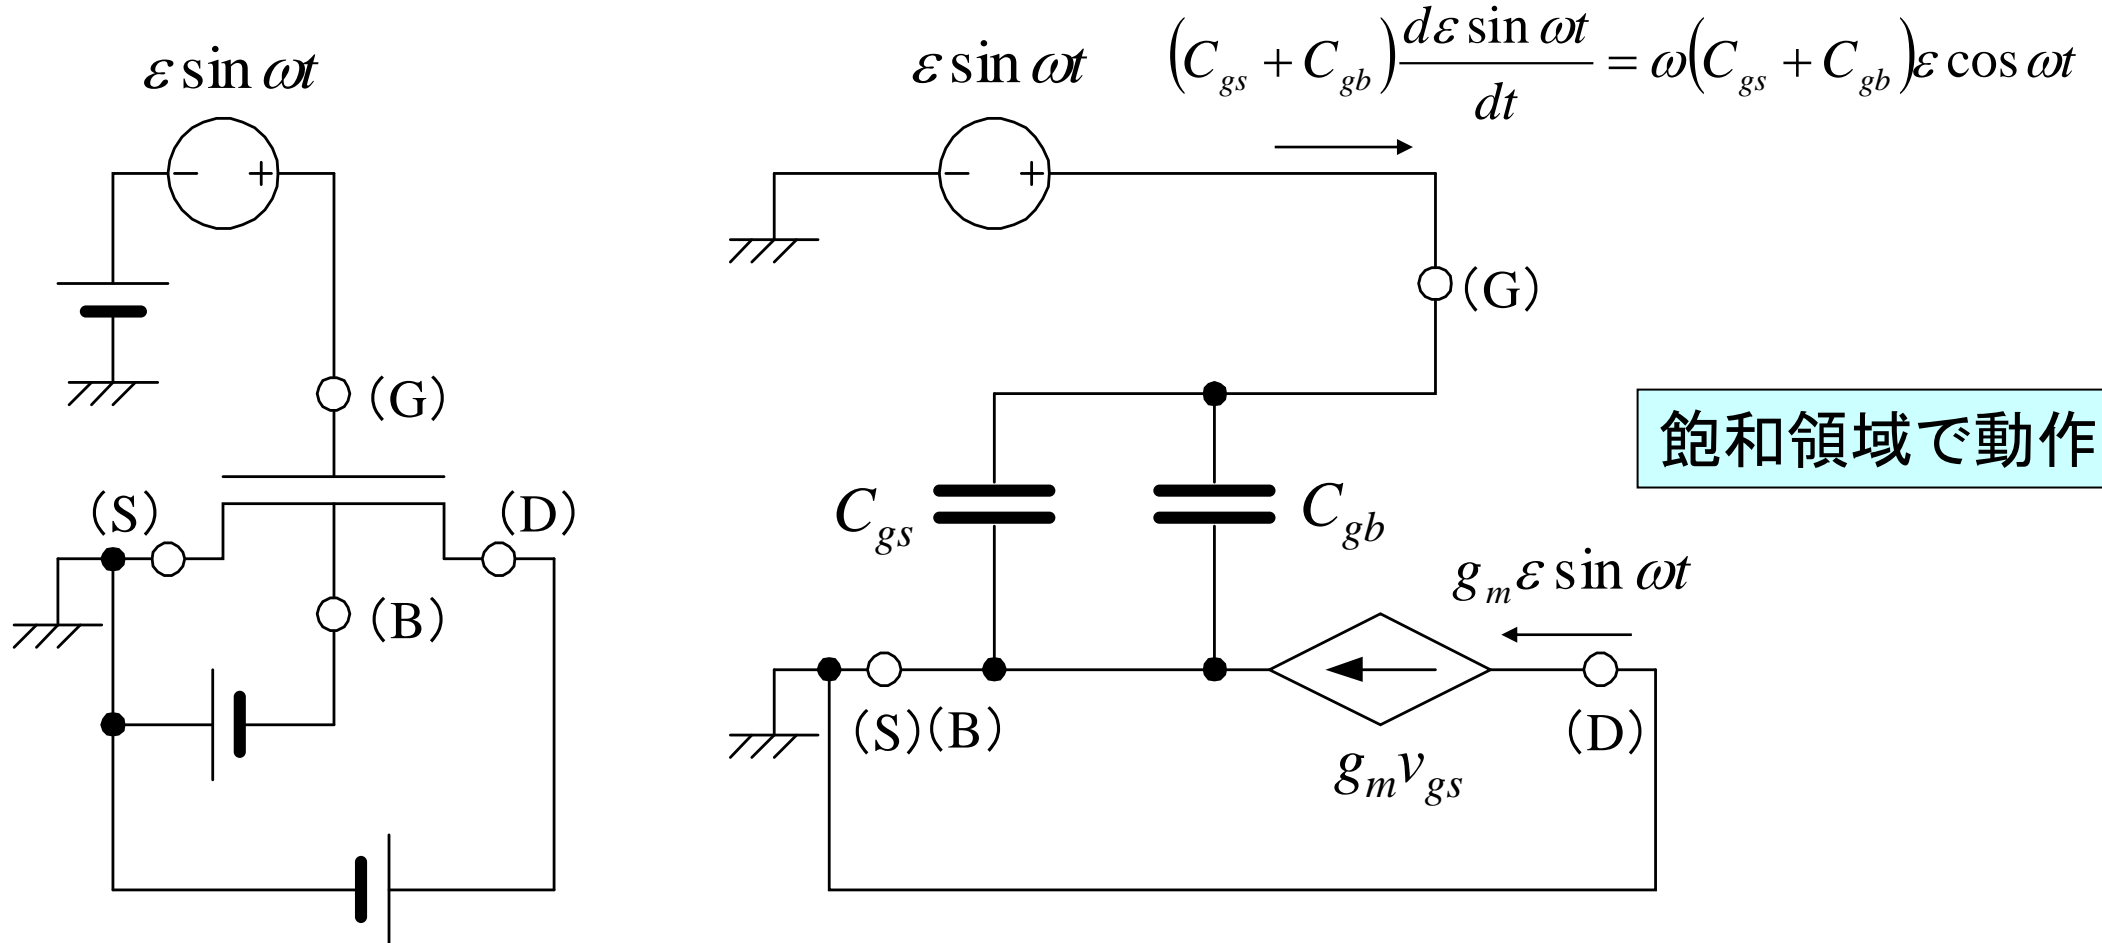 ε sin ωt
(G)
(S)
(D)
(B)
ε sin ωt
(C_gs + C_gb) dε sin ωt / dt = ω(C_gs + C_gb)ε cos ωt
− +
− +
(G)
飽和領域で動作
C_gs
C_gb
g_m ε sin ωt
(S)(B)
(D)
g_m v_gs